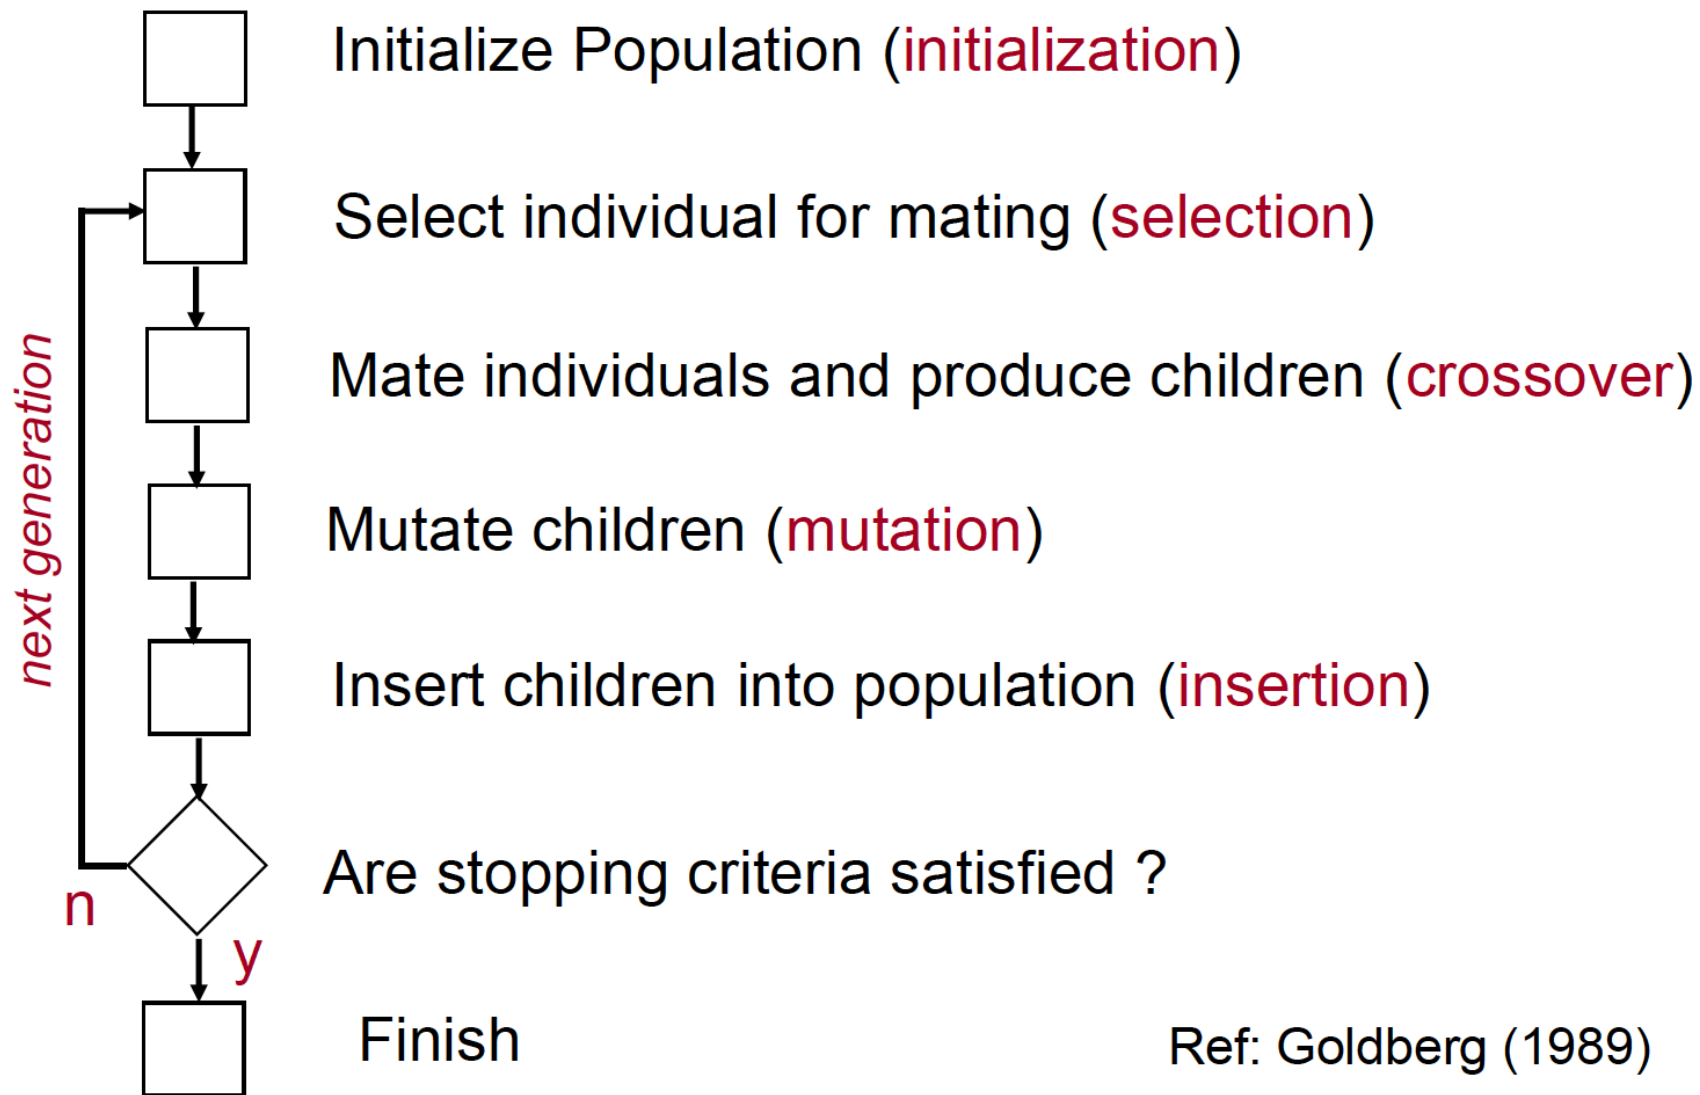 Initialize Population (initialization)
Select individual for mating (selection)
Mate individuals and produce children (crossover)
next generation
Mutate children (mutation)
Insert children into population (insertion)
Are stopping criteria satisfied ?
n
y
Finish
Ref: Goldberg (1989)